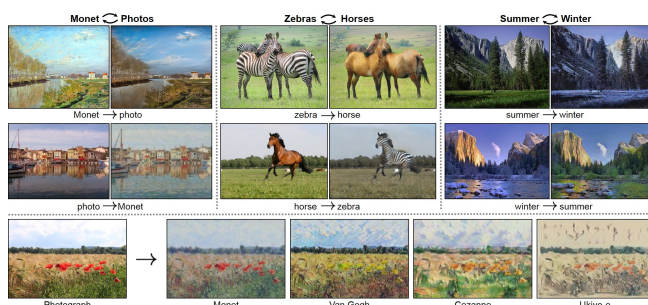 Monet ⟳ Photos
Zebras ⟳ Horses
Summer ⟳ Winter
Monet → photo
zebra → horse
summer → winter
photo → Monet
horse → zebra
winter → summer
Photograph
Monet
Van Gogh
Cezanne
Ukiyo-e